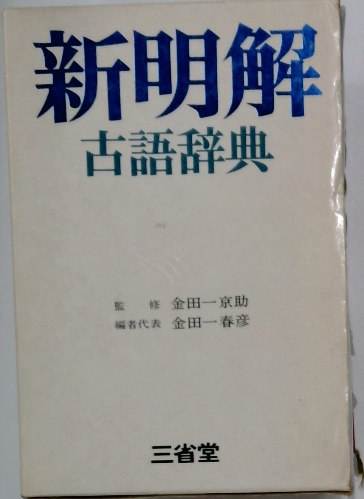 新明解
古語辞典
監修 金田一京助
編者代表 金田一春彦
三省堂